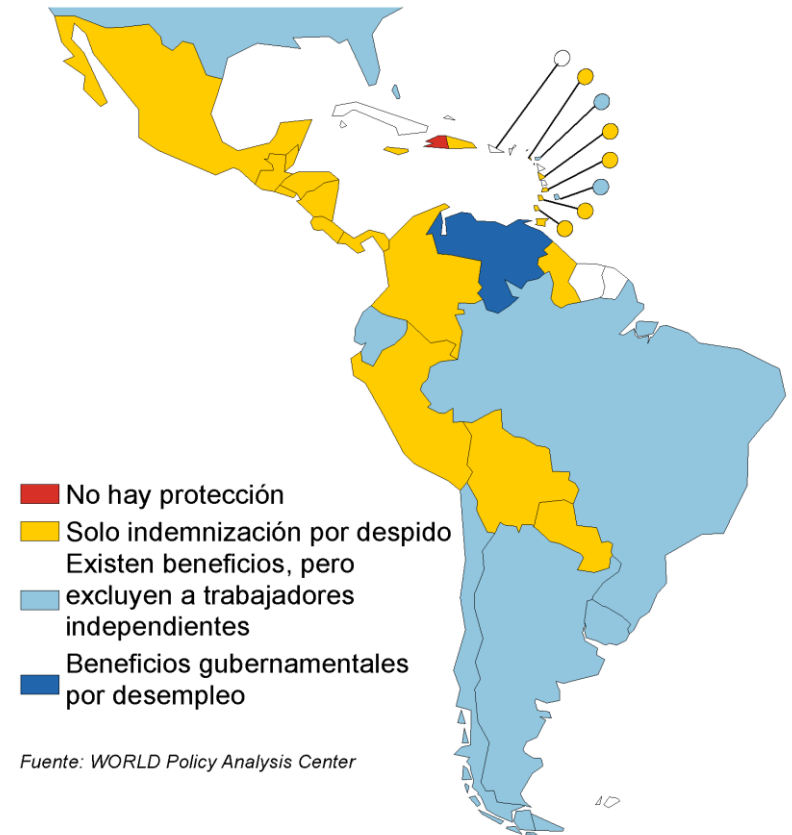 No hay protección
Solo indemnización por despido
Existen beneficios, pero
excluyen a trabajadores
independientes
Beneficios gubernamentales
por desempleo
Fuente: WORLD Policy Analysis Center